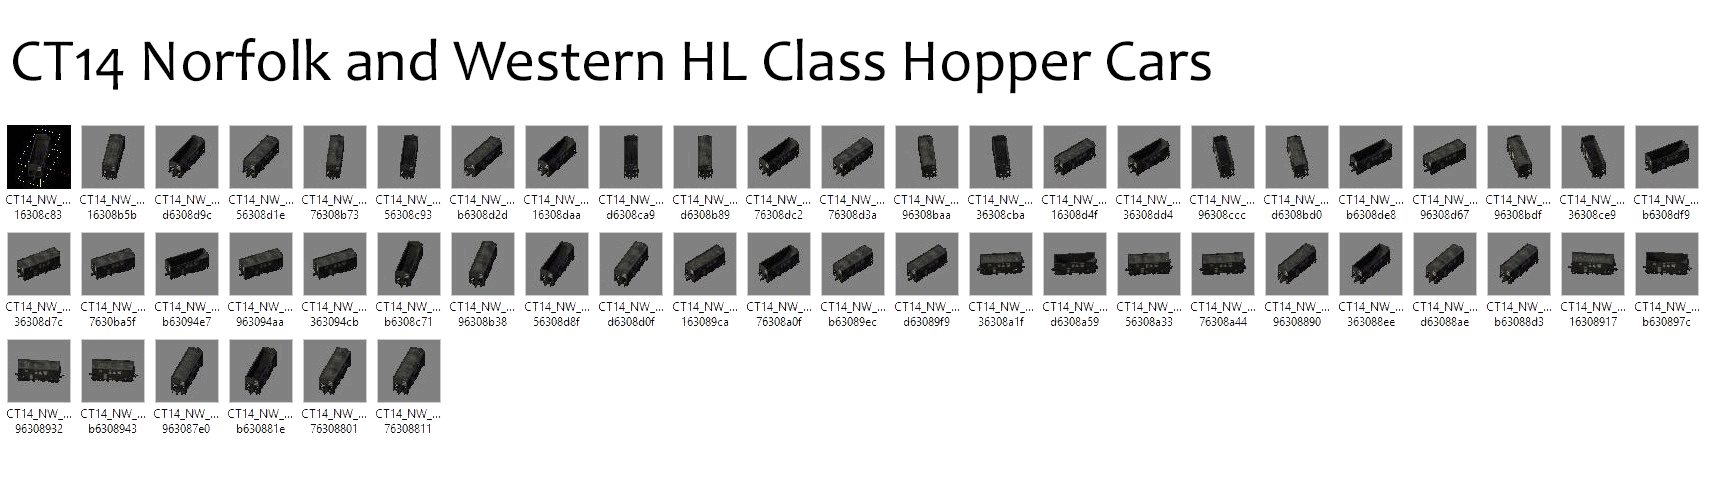 CT14 Norfolk and Western HL Class Hopper Cars
CT14_NW_... CT14_NW_... CT14_NW_... CT14_NW_... CT14_NW_... CT14_NW_... CT14_NW_... CT14_NW_... CT14_NW_... CT14_NW_... CT14_NW_... CT14_NW_... CT14_NW_... CT14_NW_... CT14_NW_... CT14_NW_... CT14_NW_... CT14_NW_... CT14_NW_... CT14_NW_... CT14_NW_... CT14_NW_... CT14_NW_...
16308c83 16308b5b d6308d9c 56308d1e 76308b73 56308c93 b6308d2d 16308daa d6308ca9 d6308b89 76308dc2 76308d3a 96308baa 36308cba 16308d4f 36308dd4 96308ccc d6308bd0 b6308de8 96308d67 96308bdf 36308ce9 b6308df9
CT14_NW_... CT14_NW_... CT14_NW_... CT14_NW_... CT14_NW_... CT14_NW_... CT14_NW_... CT14_NW_... CT14_NW_... CT14_NW_... CT14_NW_... CT14_NW_... CT14_NW_... CT14_NW_... CT14_NW_... CT14_NW_... CT14_NW_... CT14_NW_... CT14_NW_... CT14_NW_... CT14_NW_... CT14_NW_... CT14_NW_...
36308d7c 7630ba5f b63094e7 963094aa 363094cb b6308c71 96308b38 56308d8f d6308d0f 163089ca 76308a0f b63089ec d63089f9 36308a1f d6308a59 56308a33 76308a44 96308890 363088ee d63088ae b63088d3 16308917 b630897c
CT14_NW_... CT14_NW_... CT14_NW_... CT14_NW_... CT14_NW_... CT14_NW_...
96308932 b6308943 963087e0 b630881e 76308801 76308811